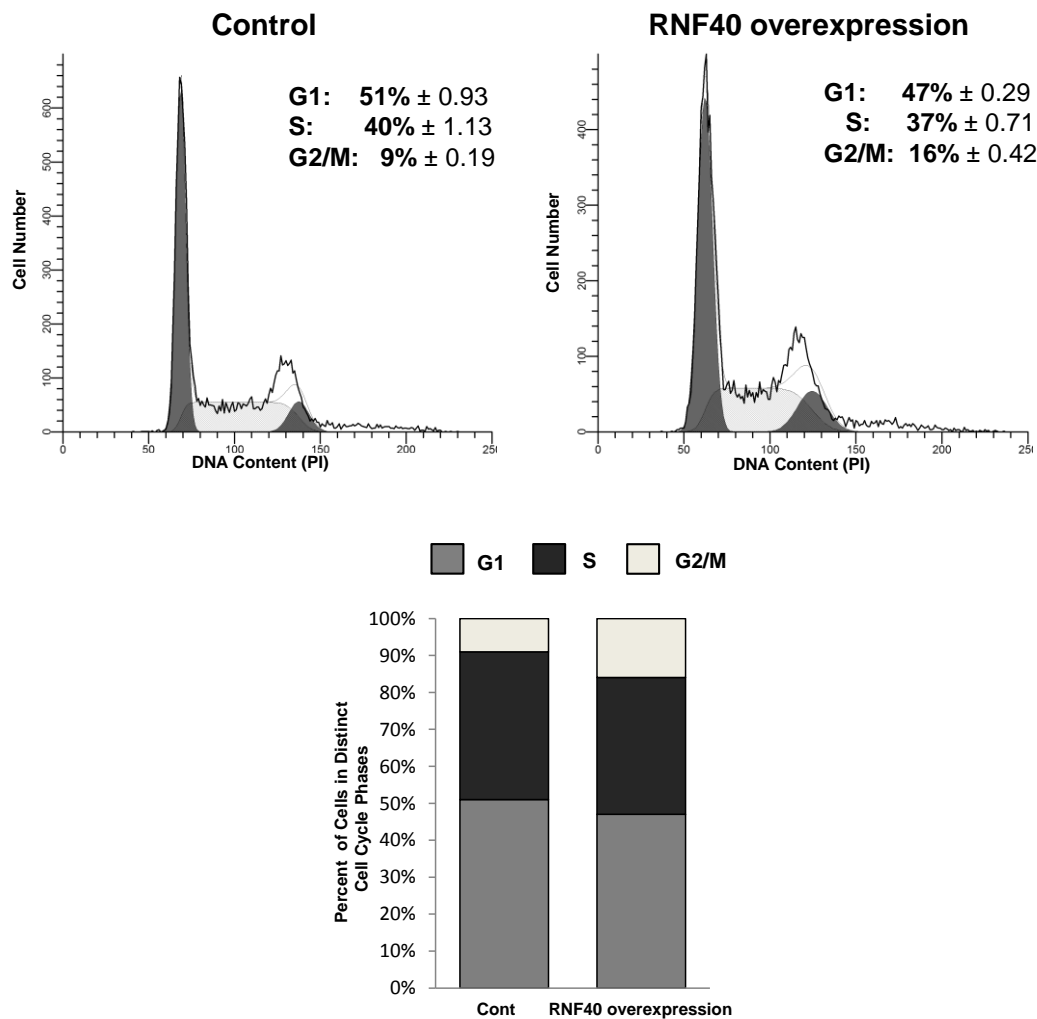 Control
G1: 51% ± 0.93
S: 40% ± 1.13
G2/M: 9% ± 0.19
Cell Number
600
500
400
300
200
100
0
0 50 100 150 200 250
DNA Content (PI)
RNF40 overexpression
G1: 47% ± 0.29
S: 37% ± 0.71
G2/M: 16% ± 0.42
Cell Number
400
300
200
100
0
0 50 100 150 200 25
DNA Content (PI)
G1 S G2/M
Percent of Cells in Distinct
Cell Cycle Phases
100%
90%
80%
70%
60%
50%
40%
30%
20%
10%
0%
Cont RNF40 overexpression